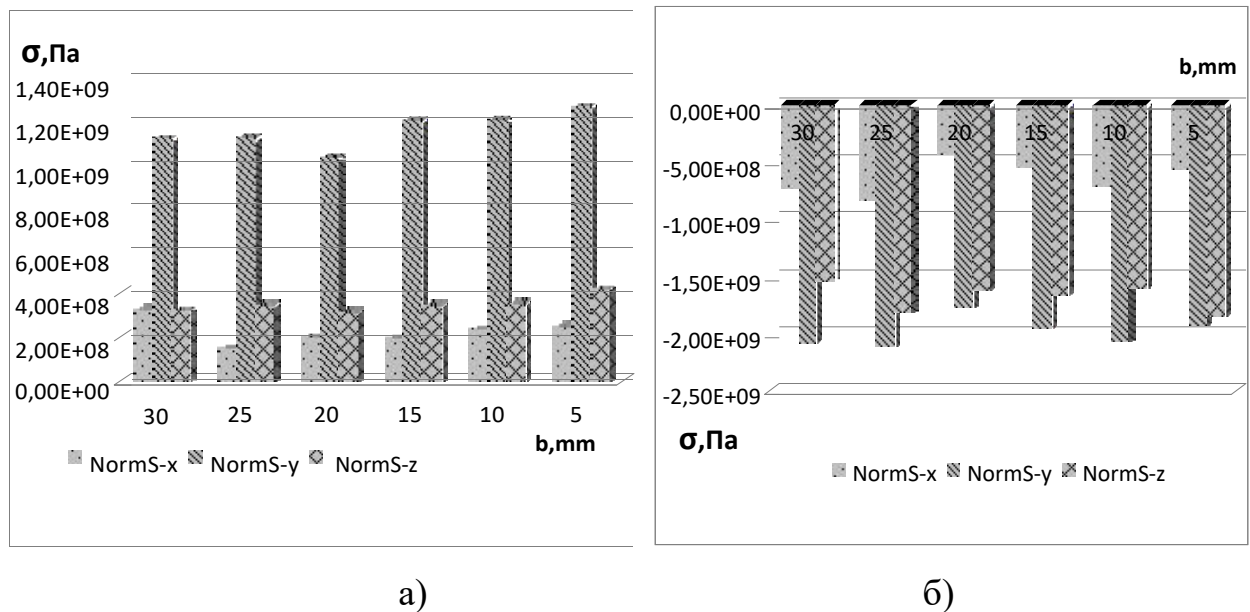 σ,Па
1,40E+09
1,20E+09
1,00E+09
8,00E+08
6,00E+08
4,00E+08
2,00E+08
0,00E+00
30 25 20 15 10 5
b,mm
NormS-x NormS-y NormS-z
а)
b,mm
0,00E+00
30 25 20 15 10 5
-5,00E+08
-1,00E+09
-1,50E+09
-2,00E+09
-2,50E+09
σ,Па
NormS-x NormS-y NormS-z
б)